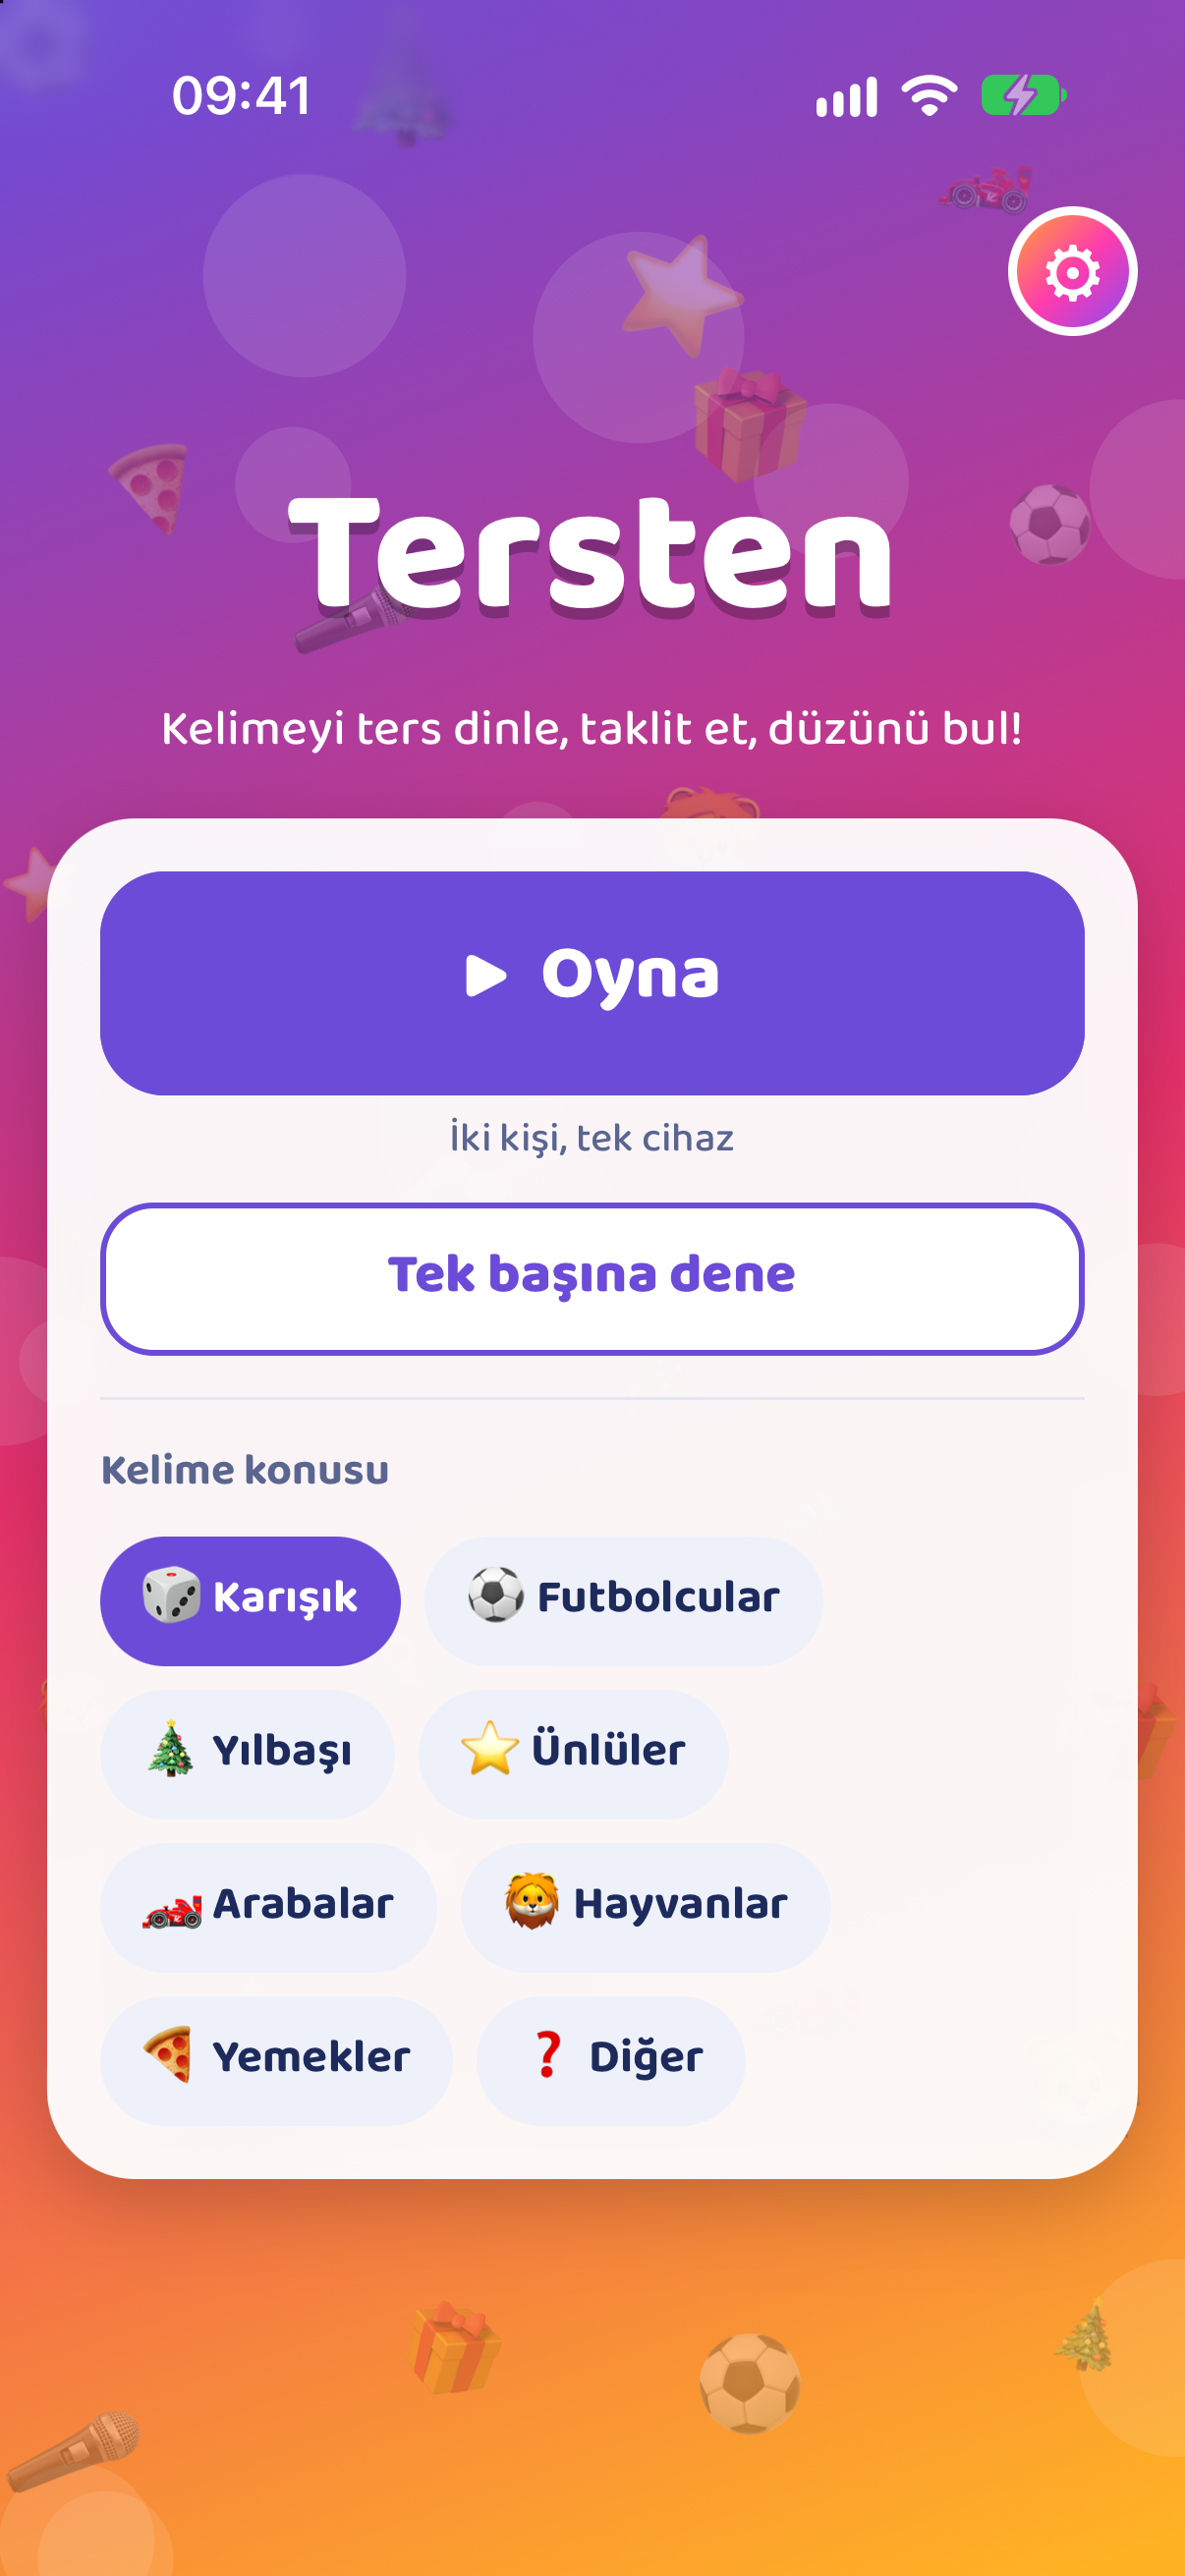 09:41
Tersten
Kelimeyi ters dinle, taklit et, düzünü bul!
Oyna
İki kişi, tek cihaz
Tek başına dene
Kelime konusu
Karışık Futbolcular
Yılbaşı Ünlüler
Arabalar Hayvanlar
Yemekler ❓ Diğer